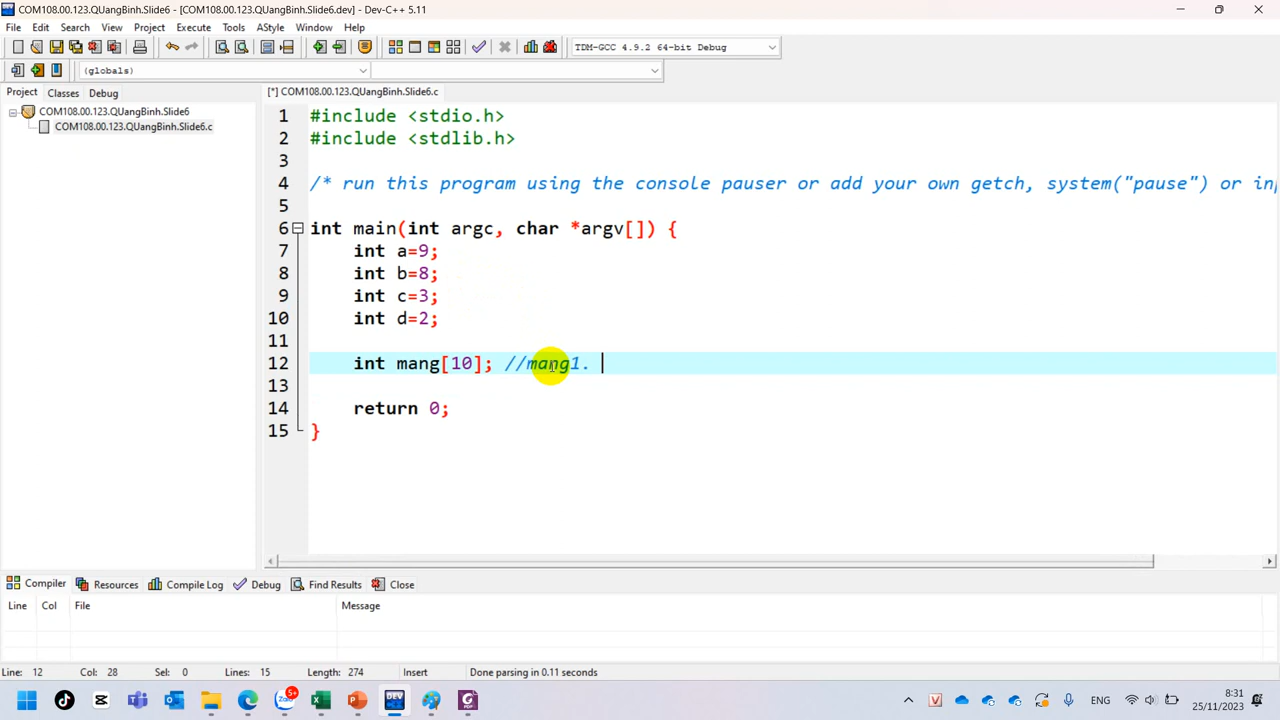 COM108.00.123.QUangBinh.Slide6 - [COM108.00.123.QUangBinh.Slide6.dev] - Dev-C++ 5.11
File Edit Search View Project Execute Tools AStyle Window Help
TDM-GCC 4.9.2 64-bit Debug
(globals)
Project Classes Debug
COM108.00.123.QUangBinh.Slide6
COM108.00.123.QUangBinh.Slide6.c
[*] COM108.00.123.QUangBinh.Slide6.c
1 #include <stdio.h>
2 #include <stdlib.h>
3
4 /* run this program using the console pauser or add your own getch, system("pause") or inp
5
6 int main(int argc, char *argv[]) {
7 int a=9;
8 int b=8;
9 int c=3;
10 int d=2;
11
12 int mang[10]; //mang1.
13
14 return 0;
15 }
Compiler Resources Compile Log Debug Find Results Close
Line Col File Message
Line: 12 Col: 28 Sel: 0 Lines: 15 Length: 274 Insert Done parsing in 0.11 seconds
5+
Zalo
DEV
ENG
8:31
25/11/2023